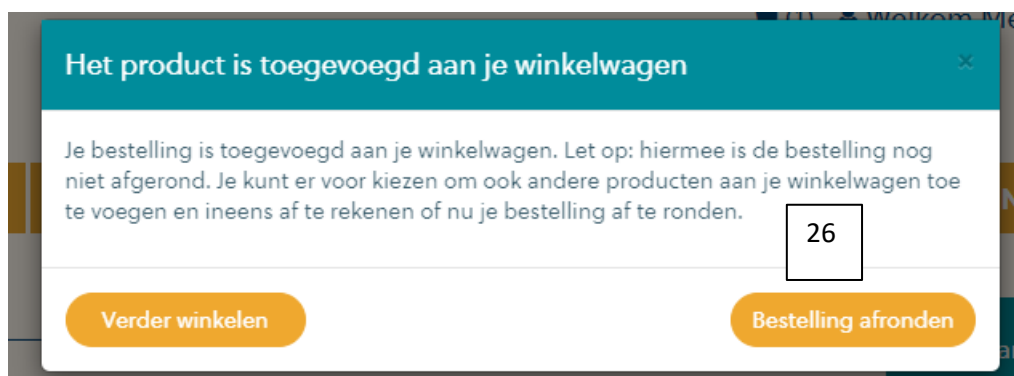 (1) Welkom Me
Het product is toegevoegd aan je winkelwagen ×
Je bestelling is toegevoegd aan je winkelwagen. Let op: hiermee is de bestelling nog
niet afgerond. Je kunt er voor kiezen om ook andere producten aan je winkelwagen toe
te voegen en ineens af te rekenen of nu je bestelling af te ronden.
26
Verder winkelen Bestelling afronden